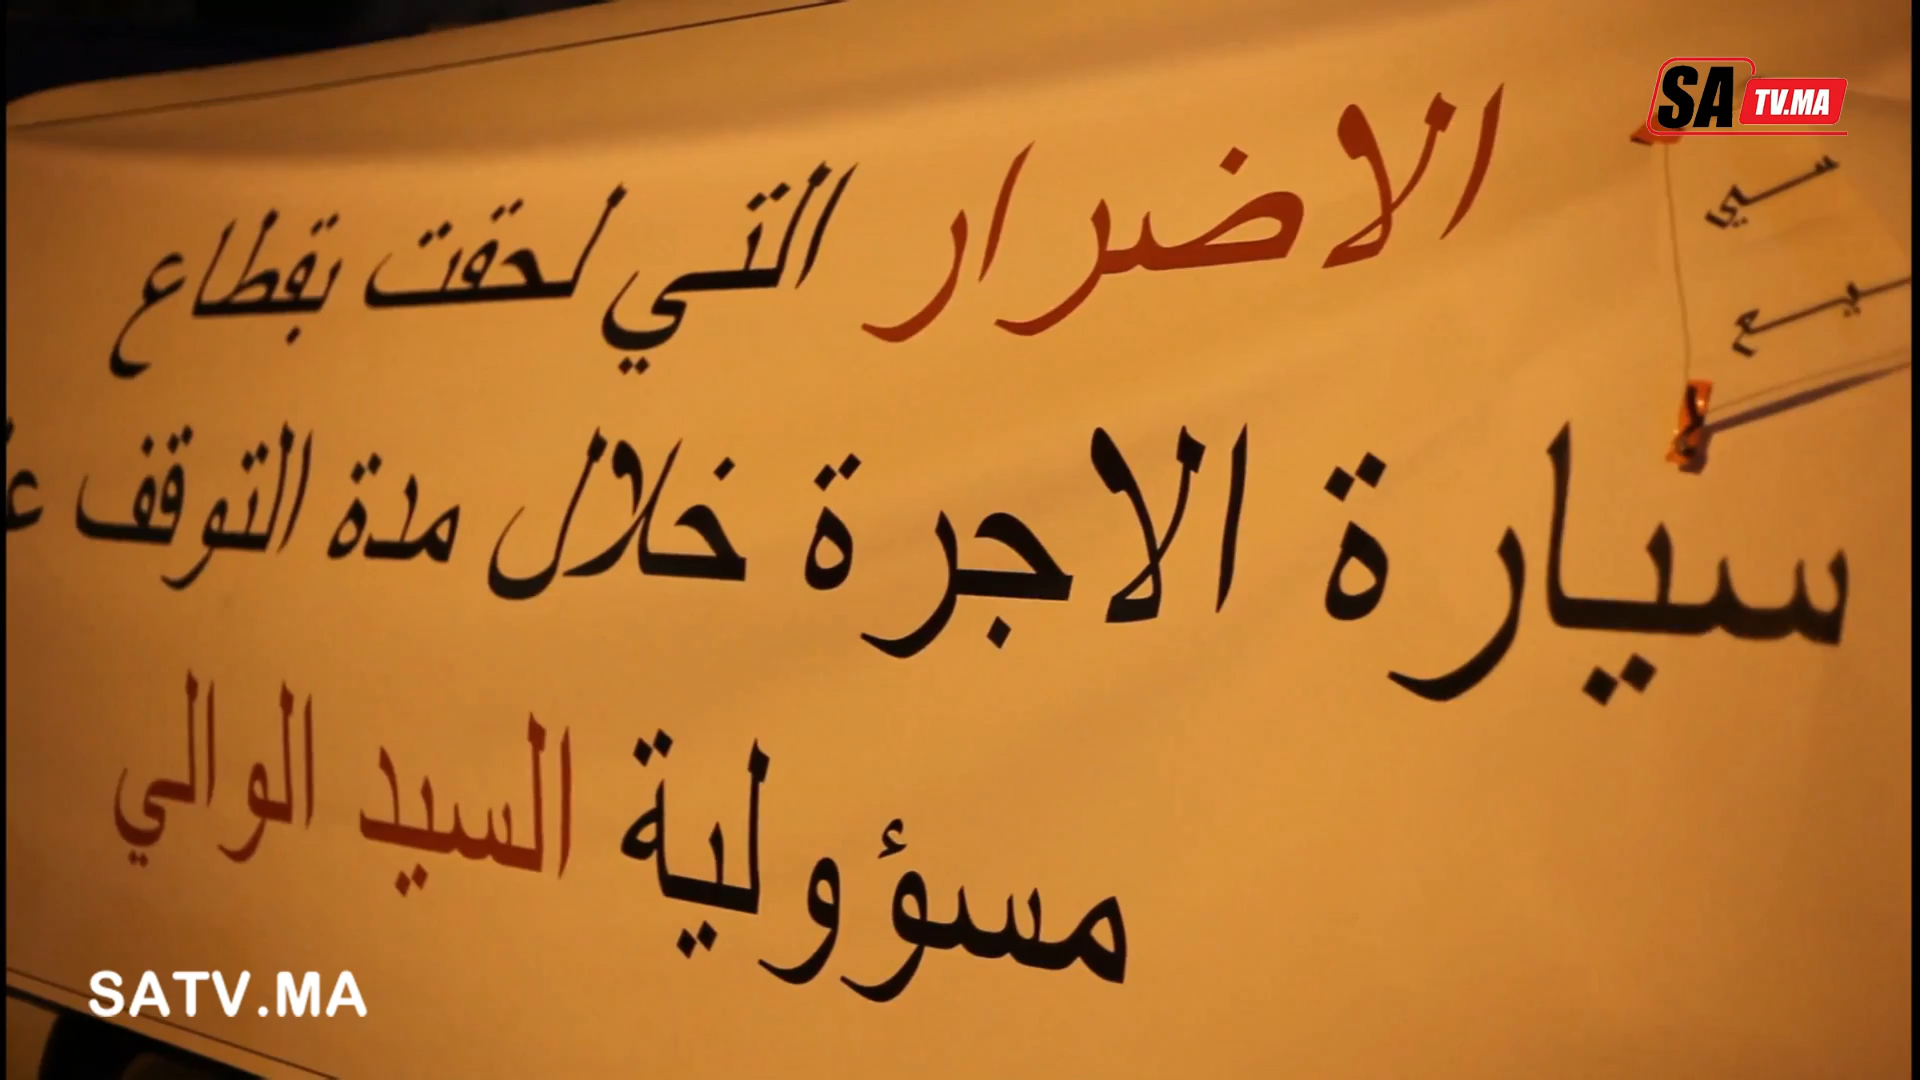 SA TV.MA
الاضرار التي لحقت بقطاع
سيارة الاجرة خلال مدة التوقف
مسؤولية السيد الوالي
SATV.MA